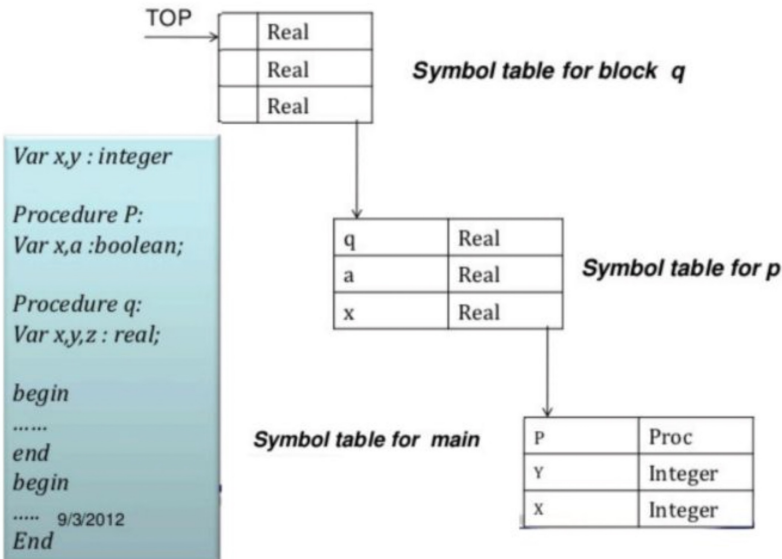 TOP
Real
Real
Real
Symbol table for block q
Var x,y : integer
Procedure P:
Var x,a :boolean;
Procedure q:
Var x,y,z : real;
begin
......
end
begin
..... 9/3/2012
End
q Real
a Real
x Real
Symbol table for p
Symbol table for main
P Proc
Y Integer
X Integer